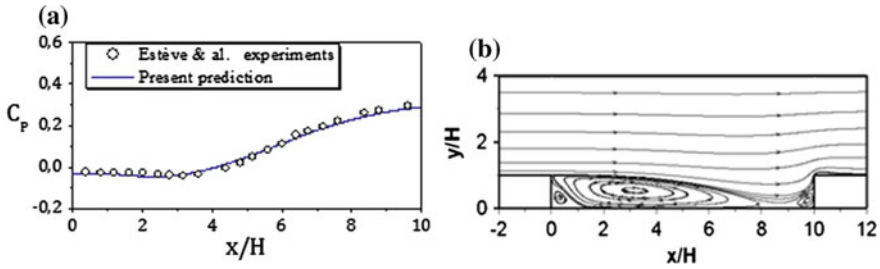 (a)
0,6
0,4
0,2
0,0
-0,2
C_p
Estève & al. experiments
Present prediction
0 2 4 6 8 10
x/H
(b)
4
2
0
y/H
-2 0 2 4 6 8 10 12
x/H